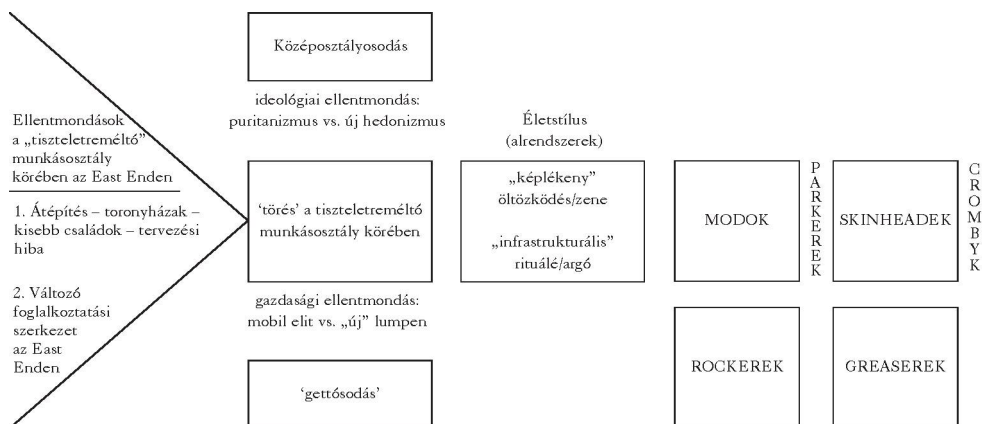 Ellentmondások
a „tiszteletreméltó”
munkásosztály
körében az East Enden
1. Átépítés – toronyházak –
kisebb családok – tervezési
hiba
2. Változó
foglalkoztatási
szerkezet
az East
Enden
Középosztályosodás
ideológiai ellentmondás:
puritanizmus vs. új hedonizmus
‘törés’ a tiszteletreméltó
munkásosztály körében
gazdasági ellentmondás:
mobil elit vs. „új” lumpen
‘gettósodás’
Életstílus
(alrendszerek)
„képlékeny”
öltözködés/zene
„infrastrukturális”
rituálé/argó
MODOK
PARKEREK
SKINHEADEK
CROMBYK
ROCKEREK
GREASEREK